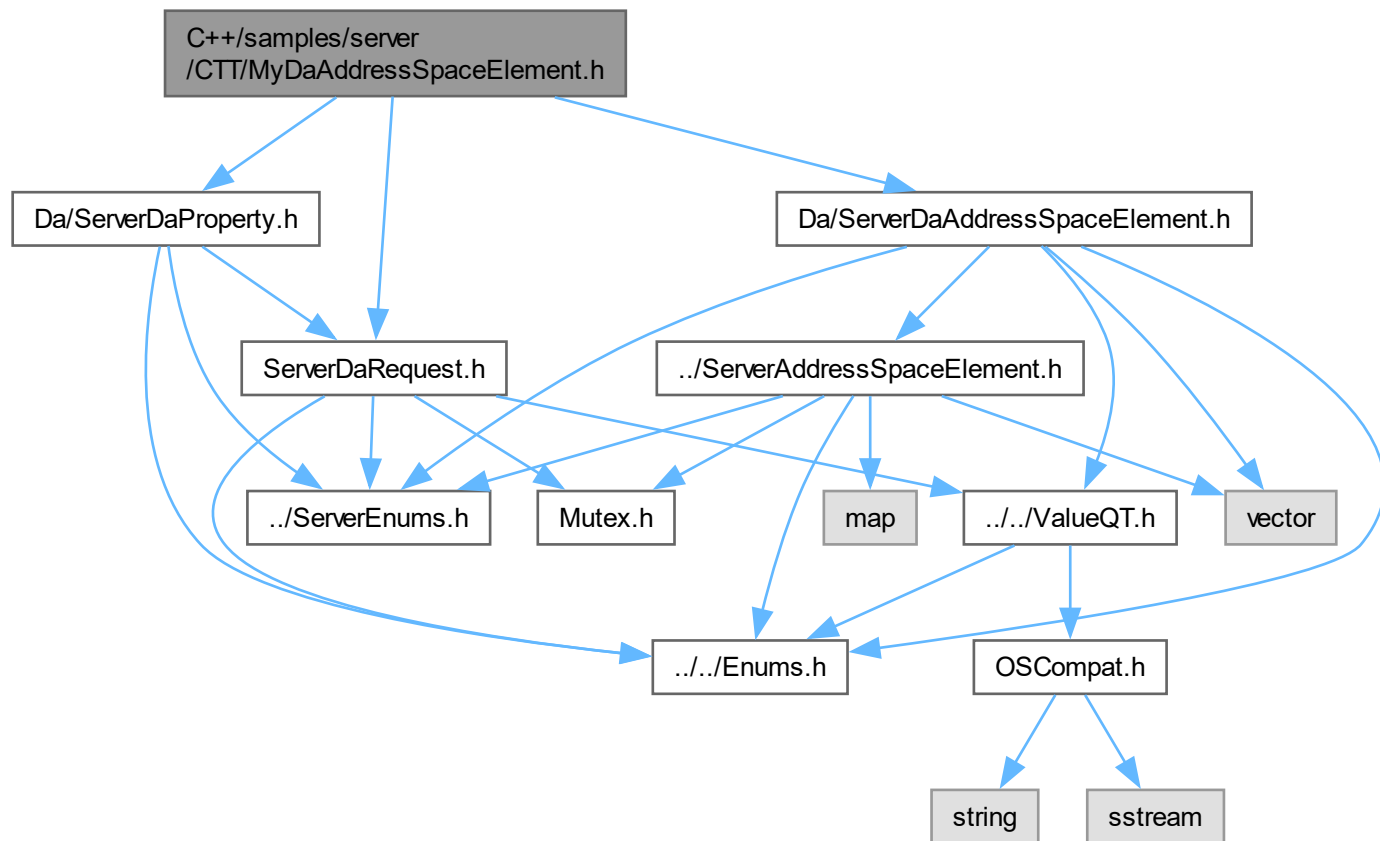 C++/samples/server
/CTT/MyDaAddressSpaceElement.h
Da/ServerDaProperty.h
Da/ServerDaAddressSpaceElement.h
ServerDaRequest.h
../ServerAddressSpaceElement.h
../ServerEnums.h
Mutex.h
map
../../ValueQT.h
vector
../../Enums.h
OSCompat.h
string
sstream